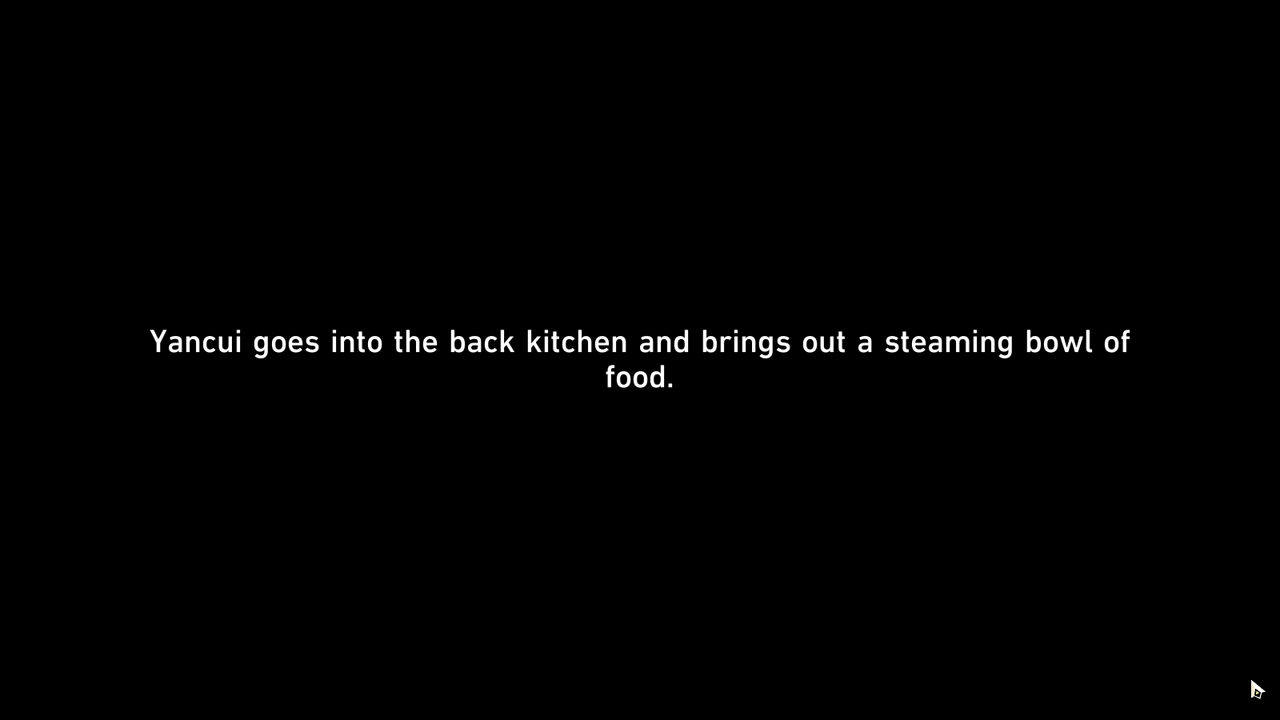 Yancui goes into the back kitchen and brings out a steaming bowl of
food.